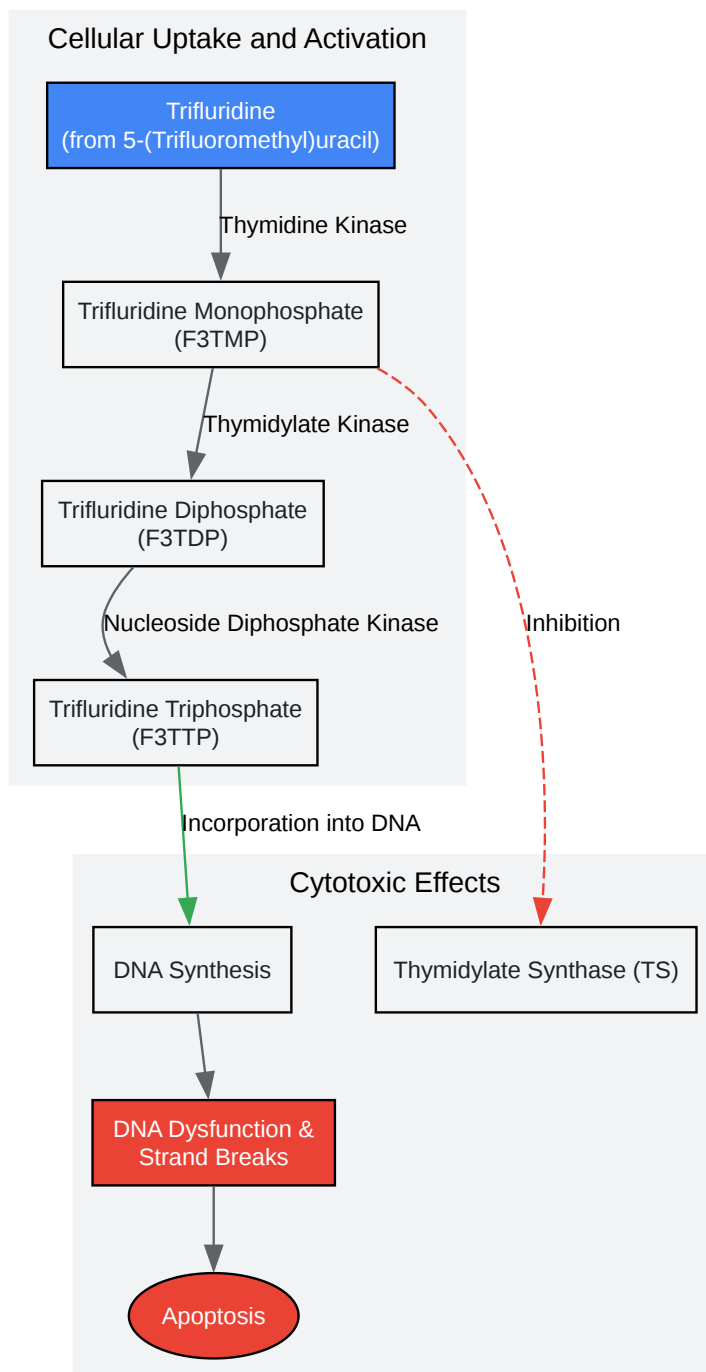 Cellular Uptake and Activation
Trifluridine
(from 5-(Trifluoromethyl)uracil)
Thymidine Kinase
Trifluridine Monophosphate
(F3TMP)
Thymidylate Kinase
Trifluridine Diphosphate
(F3TDP)
Nucleoside Diphosphate Kinase
Inhibition
Trifluridine Triphosphate
(F3TTP)
Incorporation into DNA
Cytotoxic Effects
DNA Synthesis
Thymidylate Synthase (TS)
DNA Dysfunction &
Strand Breaks
Apoptosis